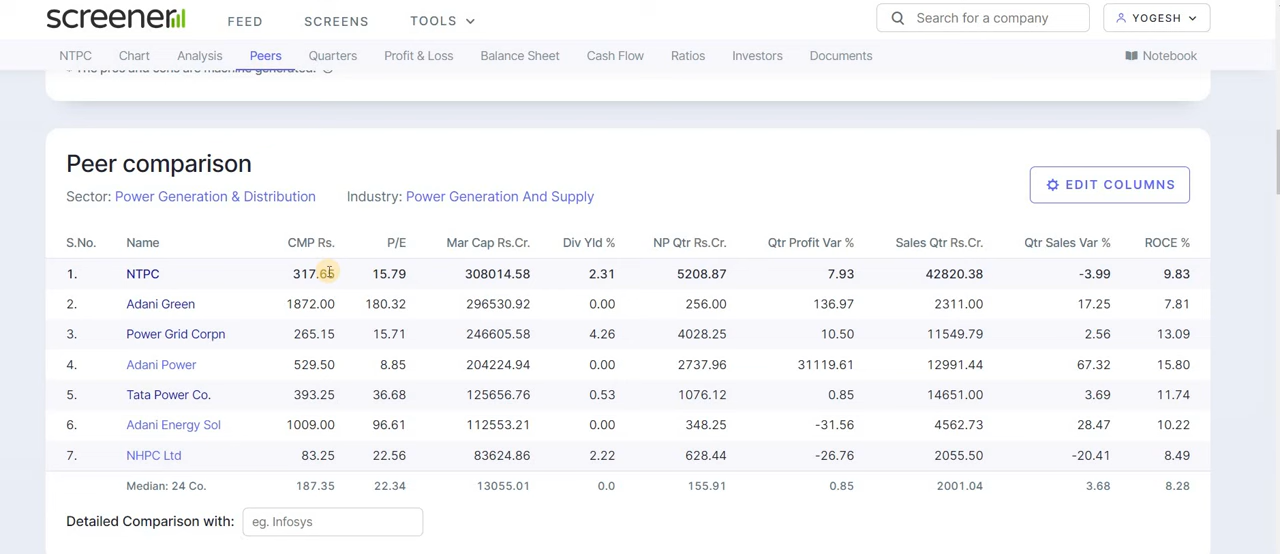 screener
FEED SCREENS TOOLS
Search for a company
YOGESH
NTPC Chart Analysis Peers Quarters Profit & Loss Balance Sheet Cash Flow Ratios Investors Documents Notebook
The pros and cons are machine generated.
Peer comparison
Sector: Power Generation & Distribution Industry: Power Generation And Supply
EDIT COLUMNS
S.No. Name CMP Rs. P/E Mar Cap Rs.Cr. Div Yld % NP Qtr Rs.Cr. Qtr Profit Var % Sales Qtr Rs.Cr. Qtr Sales Var % ROCE %
1. NTPC 317.65 15.79 308014.58 2.31 5208.87 7.93 42820.38 -3.99 9.83
2. Adani Green 1872.00 180.32 296530.92 0.00 256.00 136.97 2311.00 17.25 7.81
3. Power Grid Corpn 265.15 15.71 246605.58 4.26 4028.25 10.50 11549.79 2.56 13.09
4. Adani Power 529.50 8.85 204224.94 0.00 2737.96 31119.61 12991.44 67.32 15.80
5. Tata Power Co. 393.25 36.68 125656.76 0.53 1076.12 0.85 14651.00 3.69 11.74
6. Adani Energy Sol 1009.00 96.61 112553.21 0.00 348.25 -31.56 4562.73 28.47 10.22
7. NHPC Ltd 83.25 22.56 83624.86 2.22 628.44 -26.76 2055.50 -20.41 8.49
Median: 24 Co. 187.35 22.34 13055.01 0.0 155.91 0.85 2001.04 3.68 8.28
Detailed Comparison with: eg. Infosys